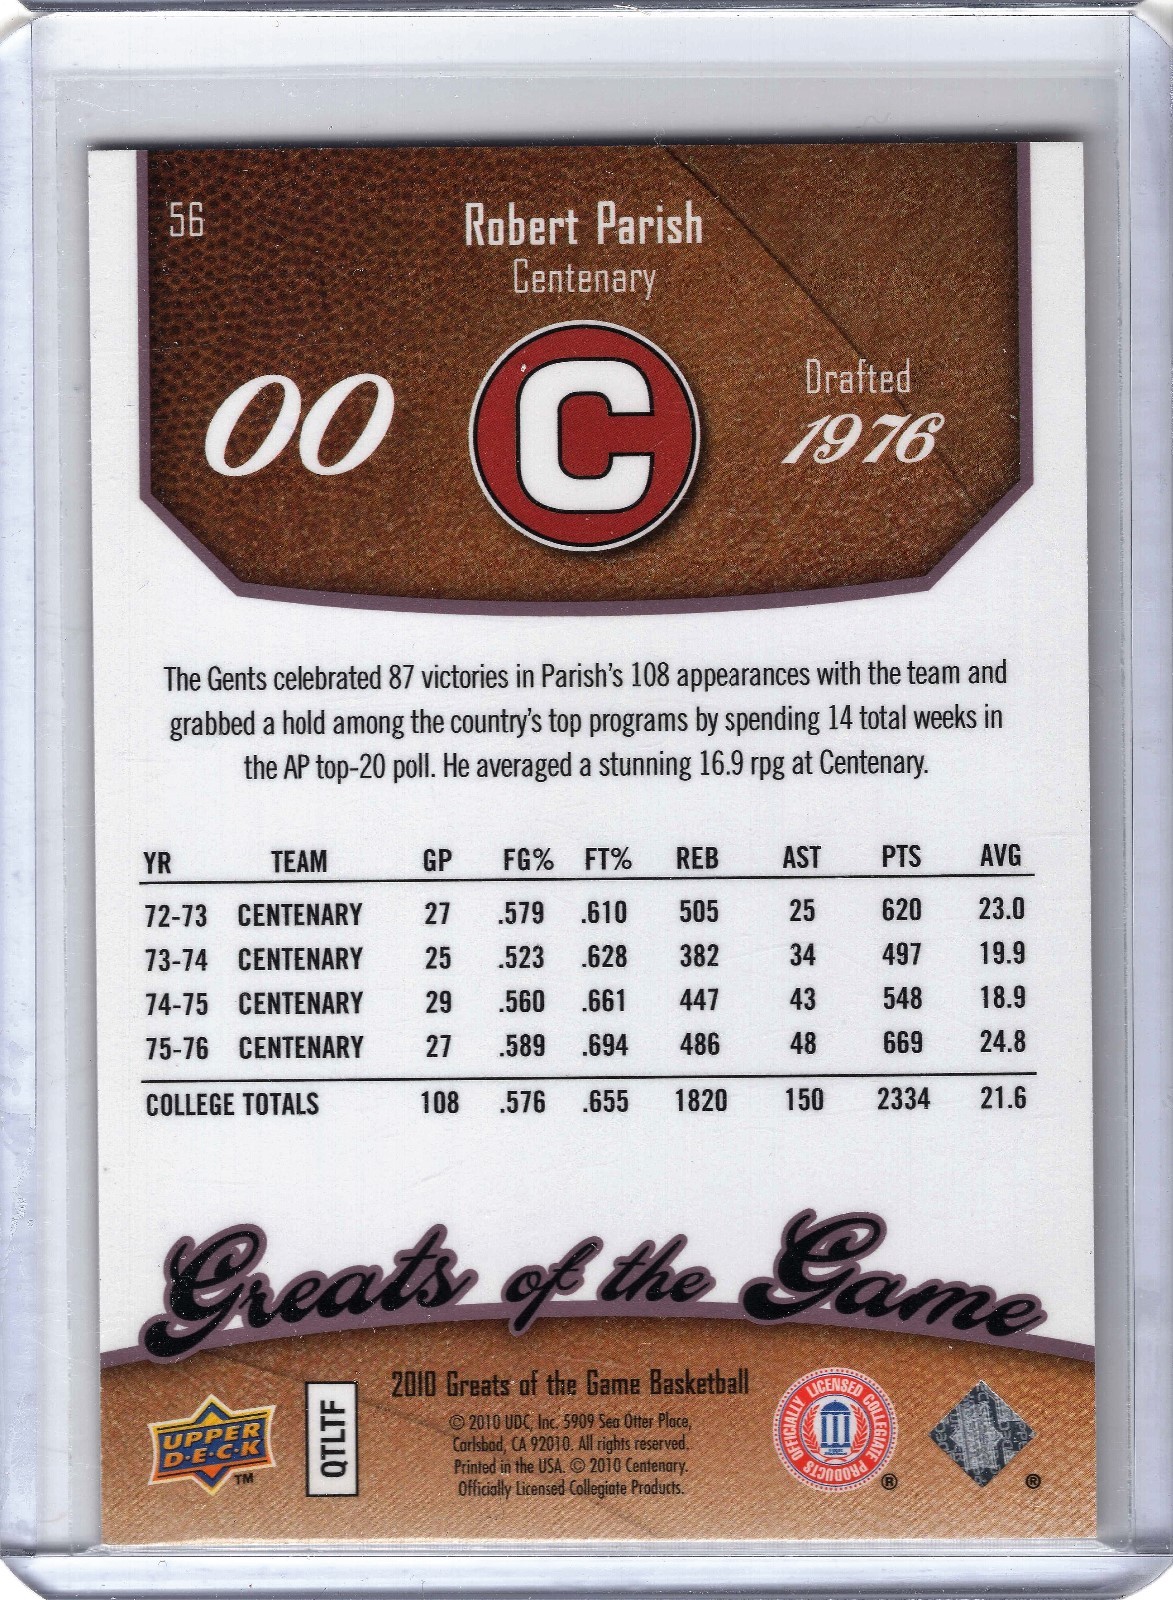 56
Robert Parish
Centenary
00
C
Drafted
1976
The Gents celebrated 87 victories in Parish's 108 appearances with the team and
grabbed a hold among the country's top programs by spending 14 total weeks in
the AP top-20 poll. He averaged a stunning 16.9 rpg at Centenary.
YR TEAM GP FG% FT% REB AST PTS AVG
72-73 CENTENARY 27 .579 .610 505 25 620 23.0
73-74 CENTENARY 25 .523 .628 382 34 497 19.9
74-75 CENTENARY 29 .560 .661 447 43 548 18.9
75-76 CENTENARY 27 .589 .694 486 48 669 24.8
COLLEGE TOTALS 108 .576 .655 1820 150 2334 21.6
Greats of the Game
2010 Greats of the Game Basketball
© 2010 UDC, Inc. 5909 Sea Otter Place,
Carlsbad, CA 92010. All rights reserved.
Printed in the USA. © 2010 Centenary.
Officially Licensed Collegiate Products.
UPPER
D·E·C·K
TM
QTLTF
OFFICIALLY LICENSED COLLEGIATE PRODUCTS
®
®